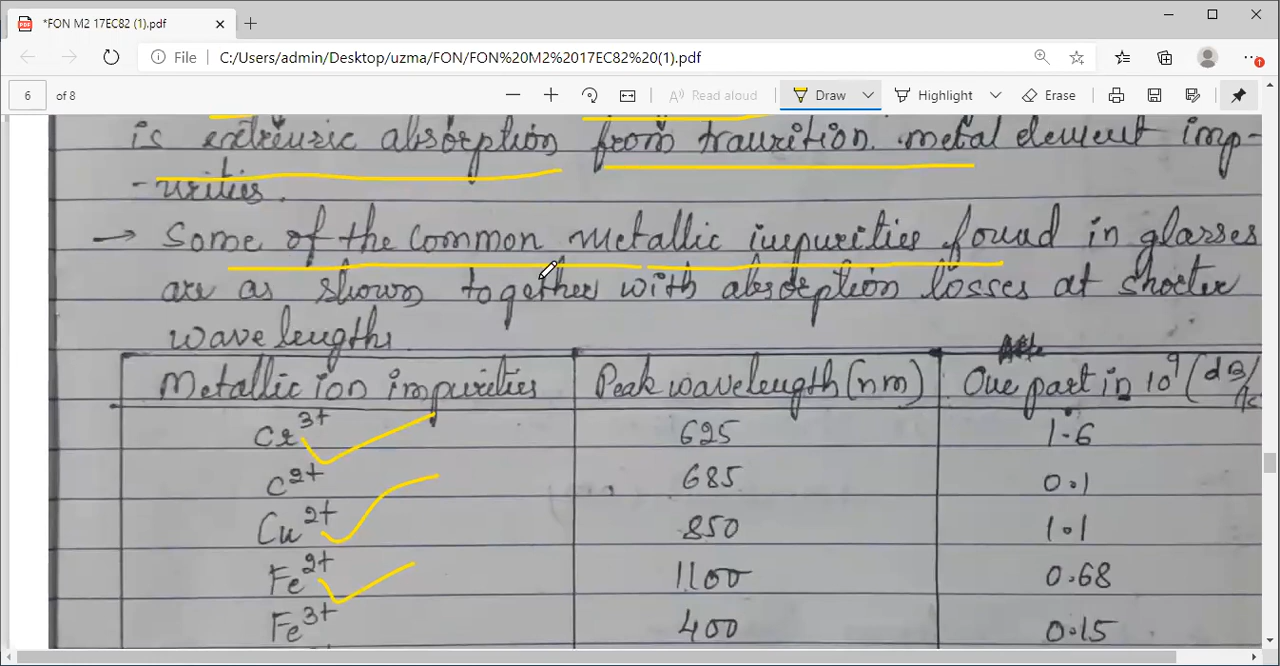 *FON M2 17EC82 (1).pdf
File C:/Users/admin/Desktop/uzma/FON/FON%20M2%2017EC82%20(1).pdf
6 of 8 Read aloud Draw Highlight Erase
is extrinsic absorption from transition metal element imp-
-urities.
→ Some of the common metallic impurities found in glasses
are as shown together with absorption losses at shorter
wavelengths
Metallic ion impurities Peak wavelength (nm) One part in 10⁹ (dB/
Cr³⁺ 625 1.6
C²⁺ 685 0.1
Cu²⁺ 850 1.1
Fe²⁺ 1100 0.68
Fe³⁺ 400 0.15